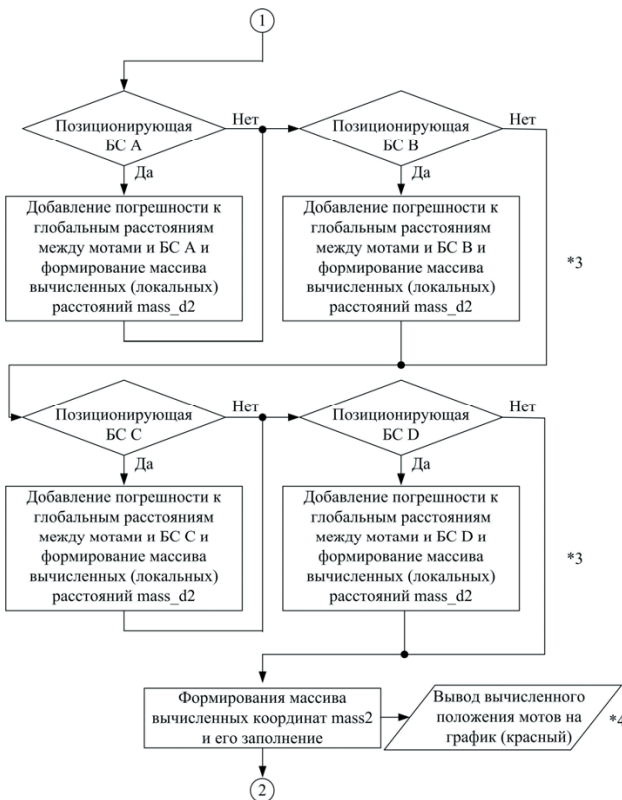 1
Позиционирующая
БС A
Нет
Да
Позиционирующая
БС B
Нет
Да
Добавление погрешности к
глобальным расстояниям
между мотами и БС A и
формирование массива
вычисленных (локальных)
расстояний mass_d2
Добавление погрешности к
глобальным расстояниям
между мотами и БС B и
формирование массива
вычисленных (локальных)
расстояний mass_d2
*3
Позиционирующая
БС C
Нет
Да
Позиционирующая
БС D
Нет
Да
Добавление погрешности к
глобальным расстояниям
между мотами и БС C и
формирование массива
вычисленных (локальных)
расстояний mass_d2
Добавление погрешности к
глобальным расстояниям
между мотами и БС D и
формирование массива
вычисленных (локальных)
расстояний mass_d2
*3
Формирования массива
вычисленных координат mass2
и его заполнение
Вывод вычисленного
положения мотов на
график (красный)
*4
2